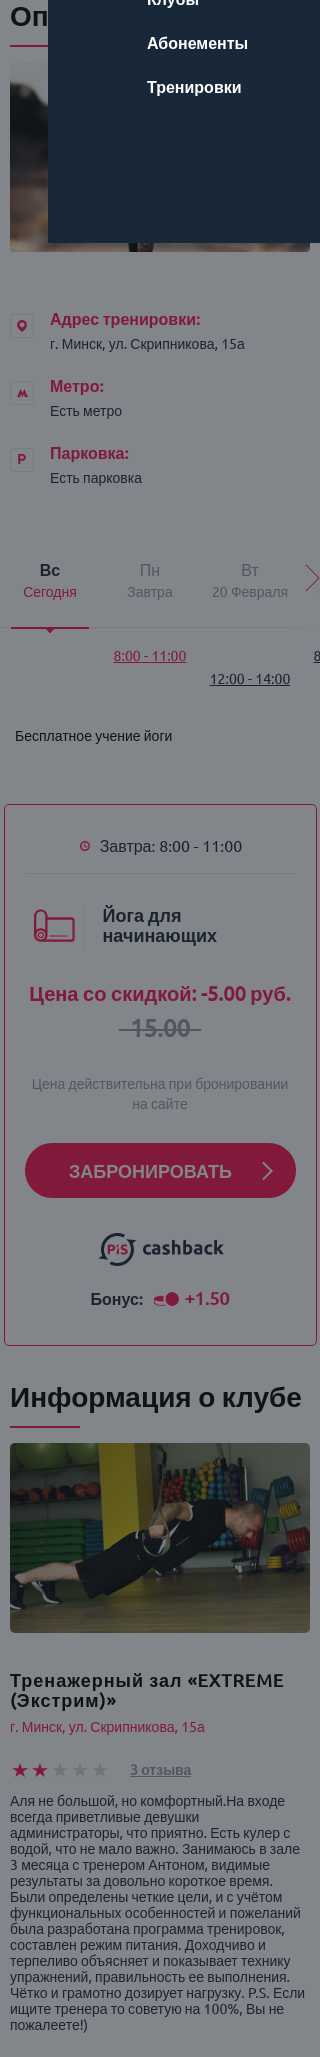 Оп
Клубы
Абонементы
Тренировки
Адрес тренировки:
г. Минск, ул. Скрипникова, 15а
Метро:
Есть метро
P Парковка:
Есть парковка
Вс Пн Вт
Сегодня Завтра 20 Февраля
8:00 - 11:00 8
12:00 - 14:00
Бесплатное учение йоги
Завтра: 8:00 - 11:00
Йога для
начинающих
Цена со скидкой: -5.00 руб.
15.00
Цена действительна при бронировании
на сайте
ЗАБРОНИРОВАТЬ
PiS cashback
Бонус: +1.50
Информация о клубе
Тренажерный зал «EXTREME
(Экстрим)»
г. Минск, ул. Скрипникова, 15а
3 отзыва
Аля не большой, но комфортный.На входе
всегда приветливые девушки
администраторы, что приятно. Есть кулер с
водой, что не мало важно. Занимаюсь в зале
3 месяца с тренером Антоном, видимые
результаты за довольно короткое время.
Были определены четкие цели, и с учётом
функциональных особенностей и пожеланий
была разработана программа тренировок,
составлен режим питания. Доходчиво и
терпеливо объясняет и показывает технику
упражнений, правильность ее выполнения.
Чётко и грамотно дозирует нагрузку. P.S. Если
ищите тренера то советую на 100%, Вы не
пожалеете!)